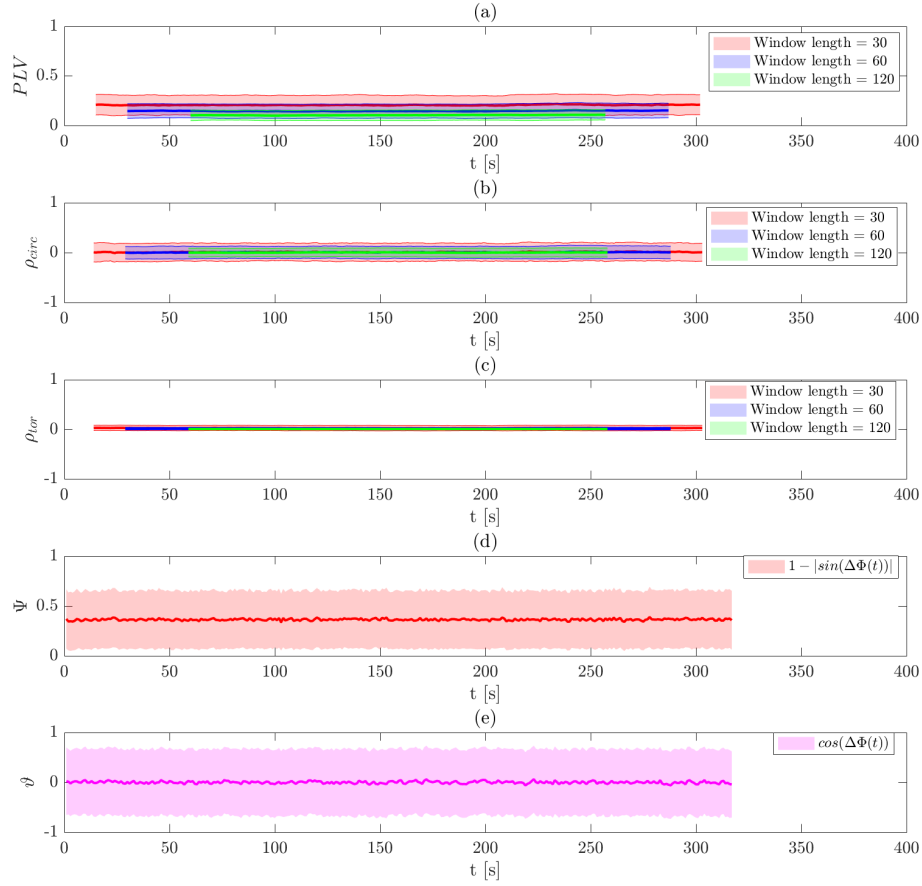 (a)
1
0.5
0
PLV
Window length = 30
Window length = 60
Window length = 120
0 50 100 150 200 250 300 350 400
t [s]
(b)
1
0
-1
ρcirc
Window length = 30
Window length = 60
Window length = 120
0 50 100 150 200 250 300 350 400
t [s]
(c)
1
0
-1
ρtor
Window length = 30
Window length = 60
Window length = 120
0 50 100 150 200 250 300 350 400
t [s]
(d)
1
0.5
0
Ψ
1 − |sin(ΔΦ(t))|
0 50 100 150 200 250 300 350 400
t [s]
(e)
1
0
-1
ϑ
cos(ΔΦ(t))
0 50 100 150 200 250 300 350 400
t [s]